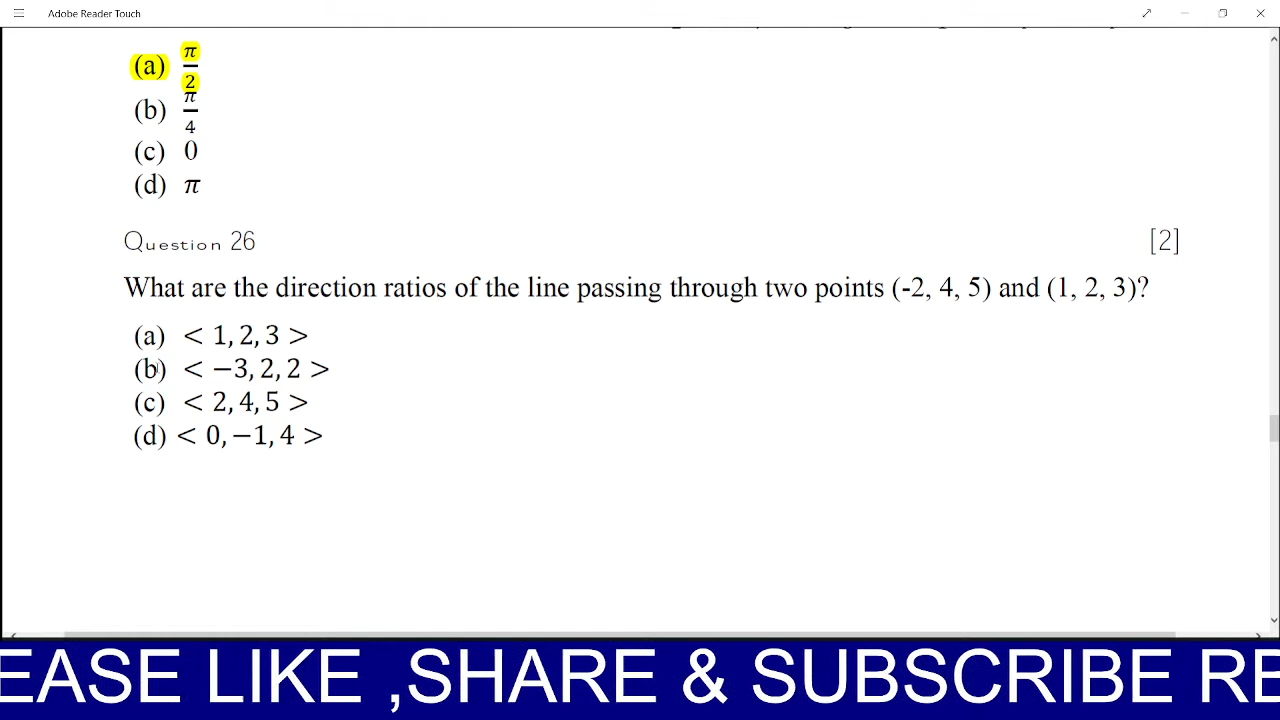 Adobe Reader Touch
(a) π/2
(b) π/4
(c) 0
(d) π
Question 26 [2]
What are the direction ratios of the line passing through two points (-2, 4, 5) and (1, 2, 3)?
(a) < 1, 2, 3 >
(b) < −3, 2, 2 >
(c) < 2, 4, 5 >
(d) < 0, −1, 4 >
EASE LIKE ,SHARE & SUBSCRIBE RE